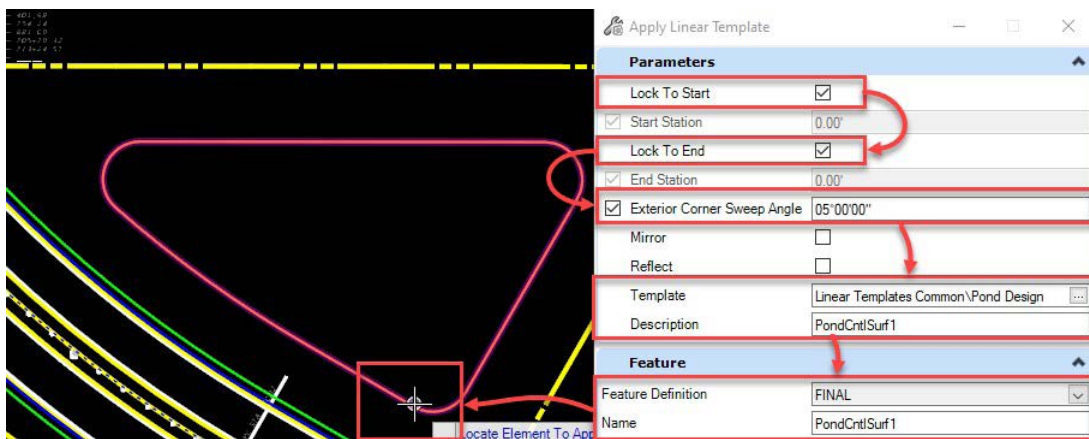 Apply Linear Template
Parameters
Lock To Start
Start Station 0.00'
Lock To End
End Station 0.00'
Exterior Corner Sweep Angle 05°00'00"
Mirror
Reflect
Template Linear Templates Common\Pond Design ...
Description PondCntlSurf1
Feature
Feature Definition FINAL
Name PondCntlSurf1
Locate Element To App